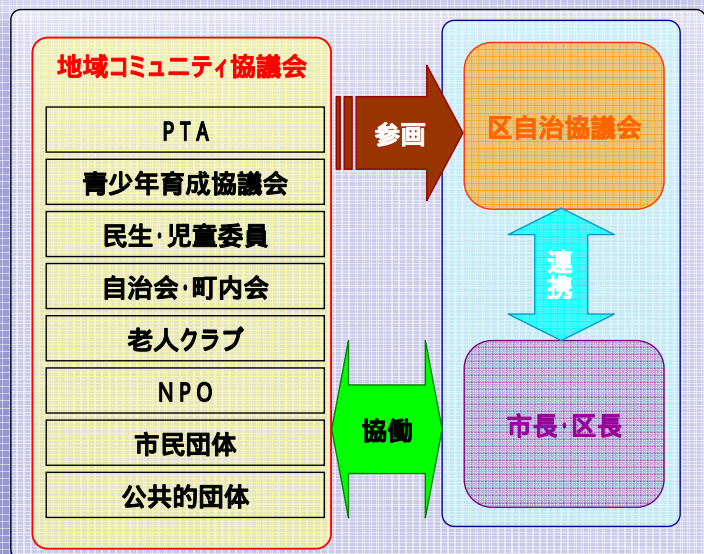 地域コミュニティ協議会
PTA
青少年育成協議会
民生・児童委員
自治会・町内会
老人クラブ
NPO
市民団体
公共的団体
参画
区自治協議会
連携
協働
市長・区長